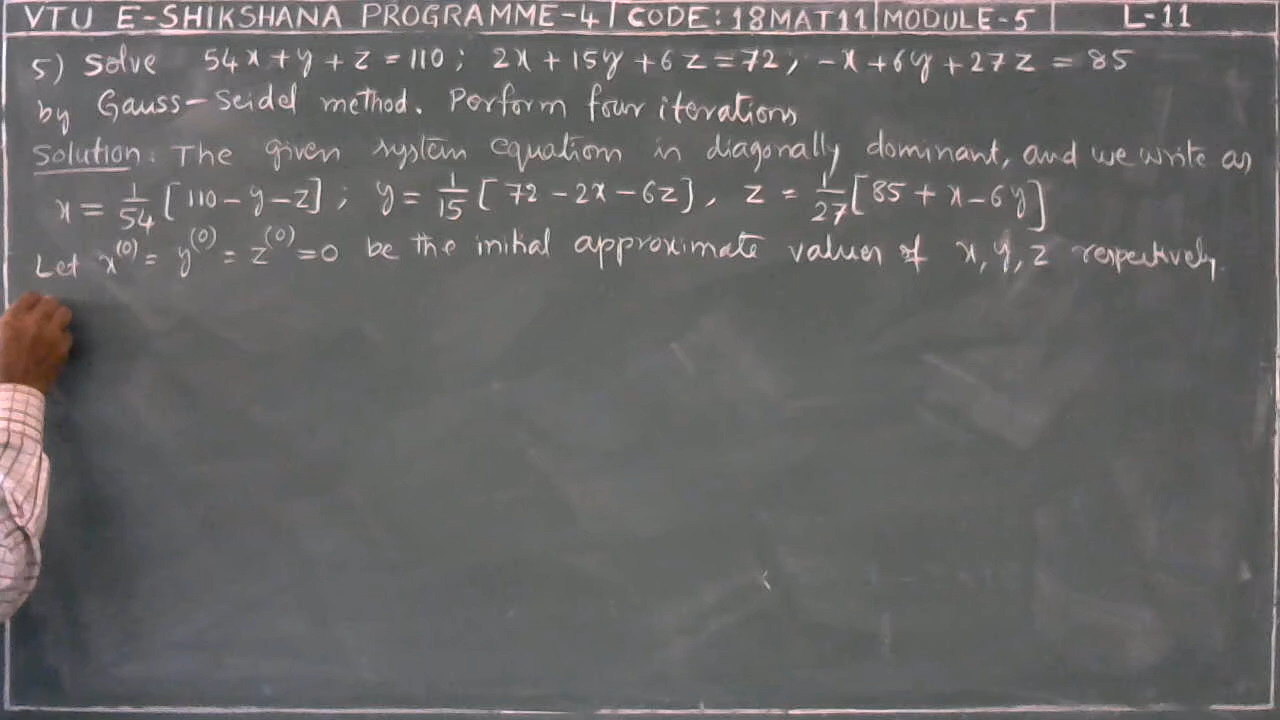 VTU E-SHIKSHANA PROGRAMME-4 | CODE: 18MAT11 | MODULE-5 | L-11
5) Solve 54x+y+z=110; 2x+15y+6z=72; -x+6y+27z=85
by Gauss-Seidel method. Perform four iterations
Solution: The given system equations is diagonally dominant, and we write as
x = 1/54 [110-y-z]; y = 1/15 [72-2x-6z], z = 1/27 [85+x-6y]
Let x^(0) = y^(0) = z^(0) = 0 be the initial approximate values of x, y, z respectively.